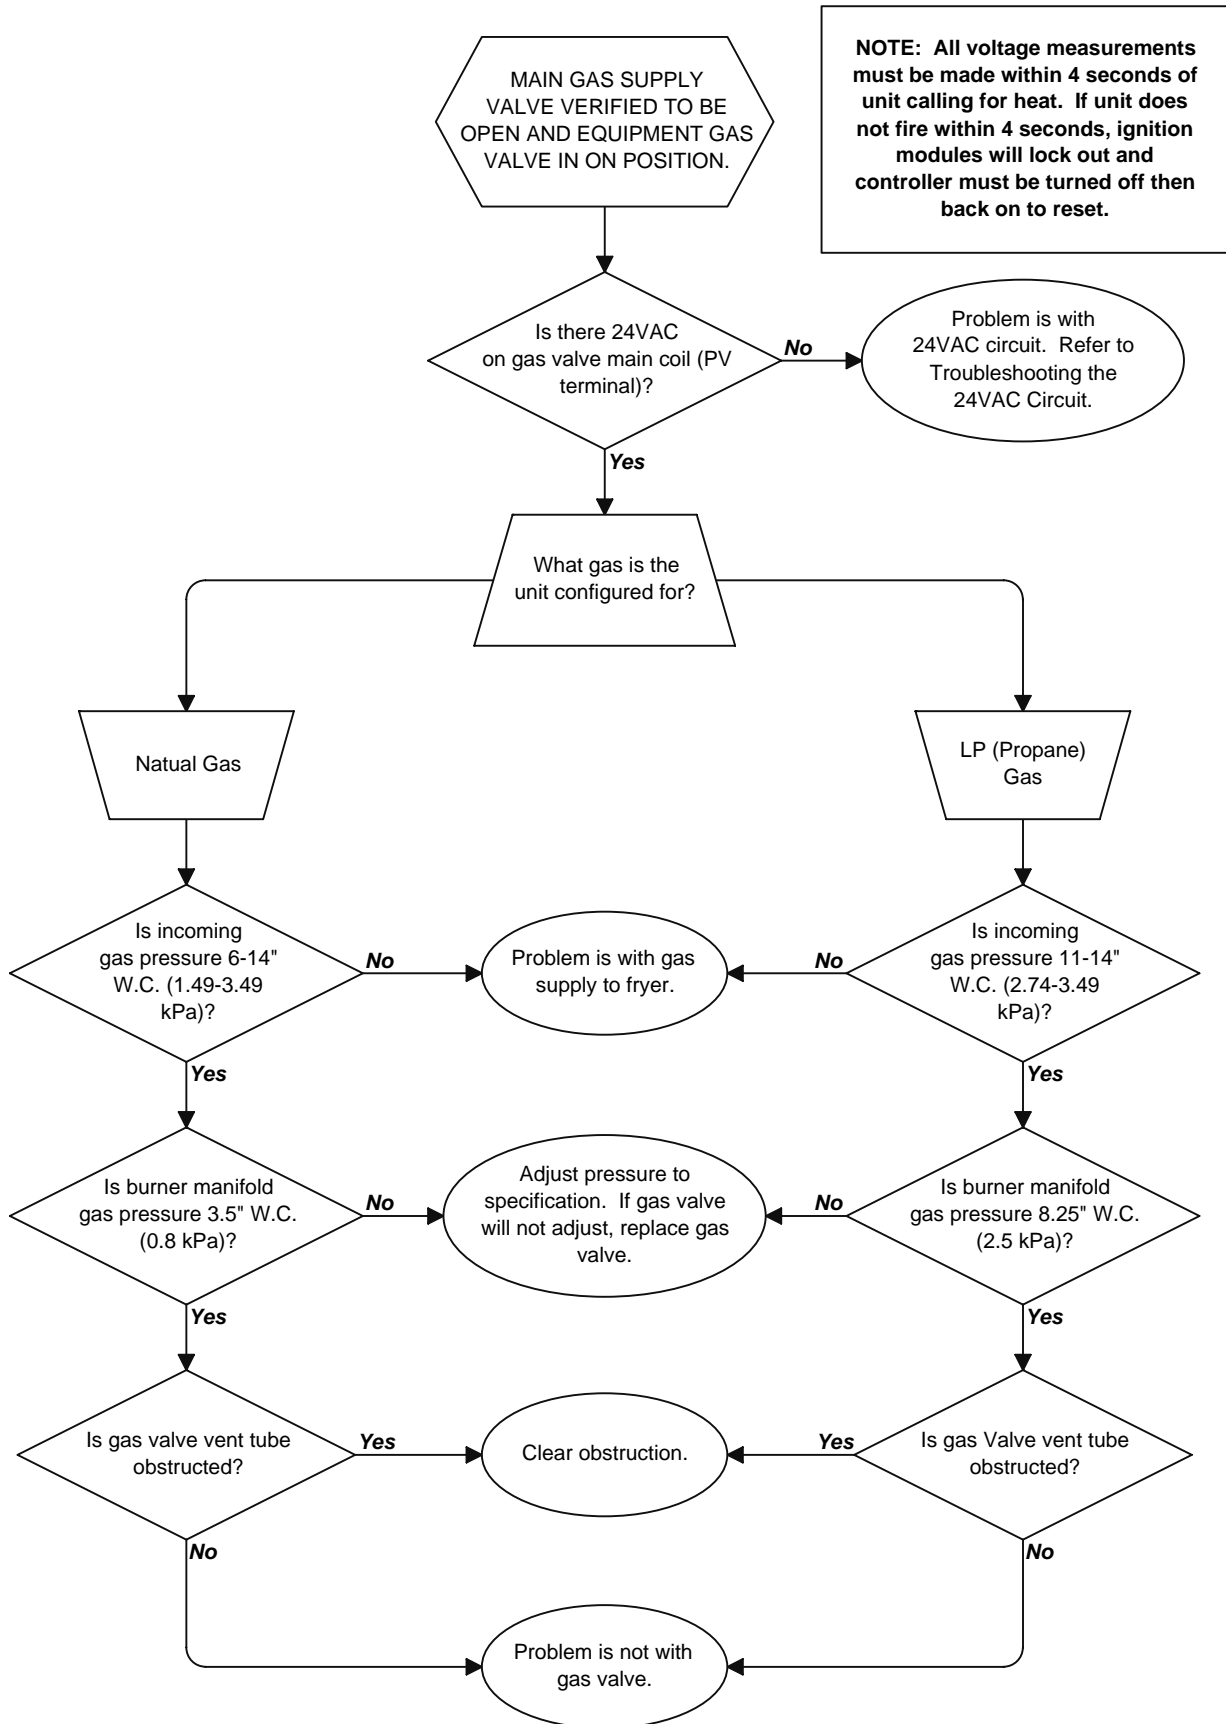 MAIN GAS SUPPLY
VALVE VERIFIED TO BE
OPEN AND EQUIPMENT GAS
VALVE IN ON POSITION.
NOTE:  All voltage measurements
must be made within 4 seconds of
unit calling for heat.  If unit does
not fire within 4 seconds, ignition
modules will lock out and
controller must be turned off then
back on to reset.
Is there 24VAC
on gas valve main coil (PV
terminal)?
No
Problem is with
24VAC circuit.  Refer to
Troubleshooting the
24VAC Circuit.
Yes
What gas is the
unit configured for?
Natual Gas
LP (Propane)
Gas
Is incoming
gas pressure 6-14"
W.C. (1.49-3.49
kPa)?
No
Problem is with gas
supply to fryer.
No
Is incoming
gas pressure 11-14"
W.C. (2.74-3.49
kPa)?
Yes
Yes
Is burner manifold
gas pressure 3.5" W.C.
(0.8 kPa)?
No
Adjust pressure to
specification.  If gas valve
will not adjust, replace gas
valve.
No
Is burner manifold
gas pressure 8.25" W.C.
(2.5 kPa)?
Yes
Yes
Is gas valve vent tube
obstructed?
Yes
Clear obstruction.
Yes
Is gas Valve vent tube
obstructed?
No
No
Problem is not with
gas valve.